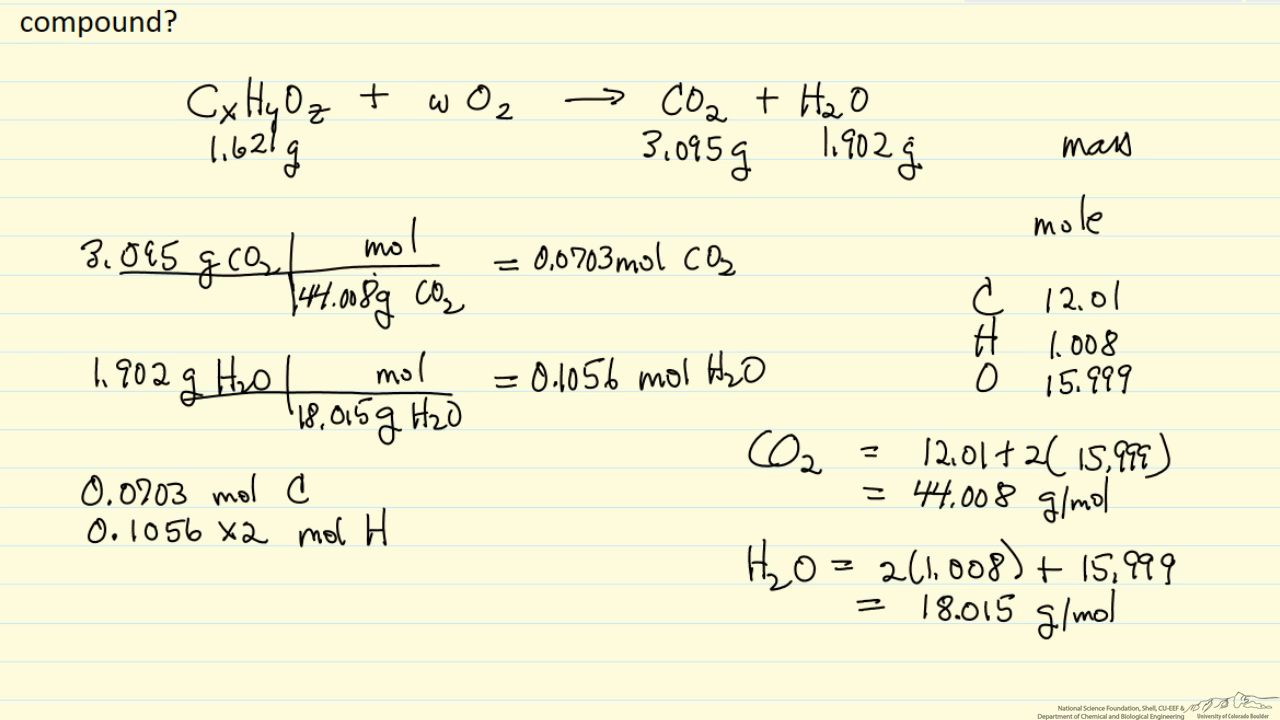 compound?
CxHyOz + w O2 → CO2 + H2O
1.621 g 3.095 g 1.902 g mass
mole
3.095 g CO2 | mol = 0.0703 mol CO2
44.008 g CO2
C 12.01
H 1.008
O 15.999
1.902 g H2O | mol = 0.1056 mol H2O
18.015 g H2O
CO2 = 12.01 + 2(15.999)
= 44.008 g/mol
0.0703 mol C
0.1056 x2 mol H
H2O = 2(1.008) + 15.999
= 18.015 g/mol
National Science Foundation, Shell, CU-EEF &
Department of Chemical and Biological Engineering
University of Colorado Boulder